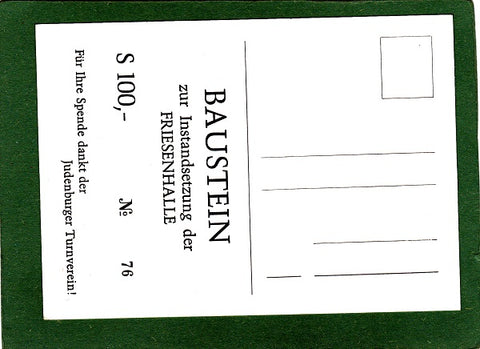 BAUSTEIN
zur Instandsetzung der
FRIESENHALLE
S 100,- № 76
Für Ihre Spende dankt der
Judenburger Turnverein!